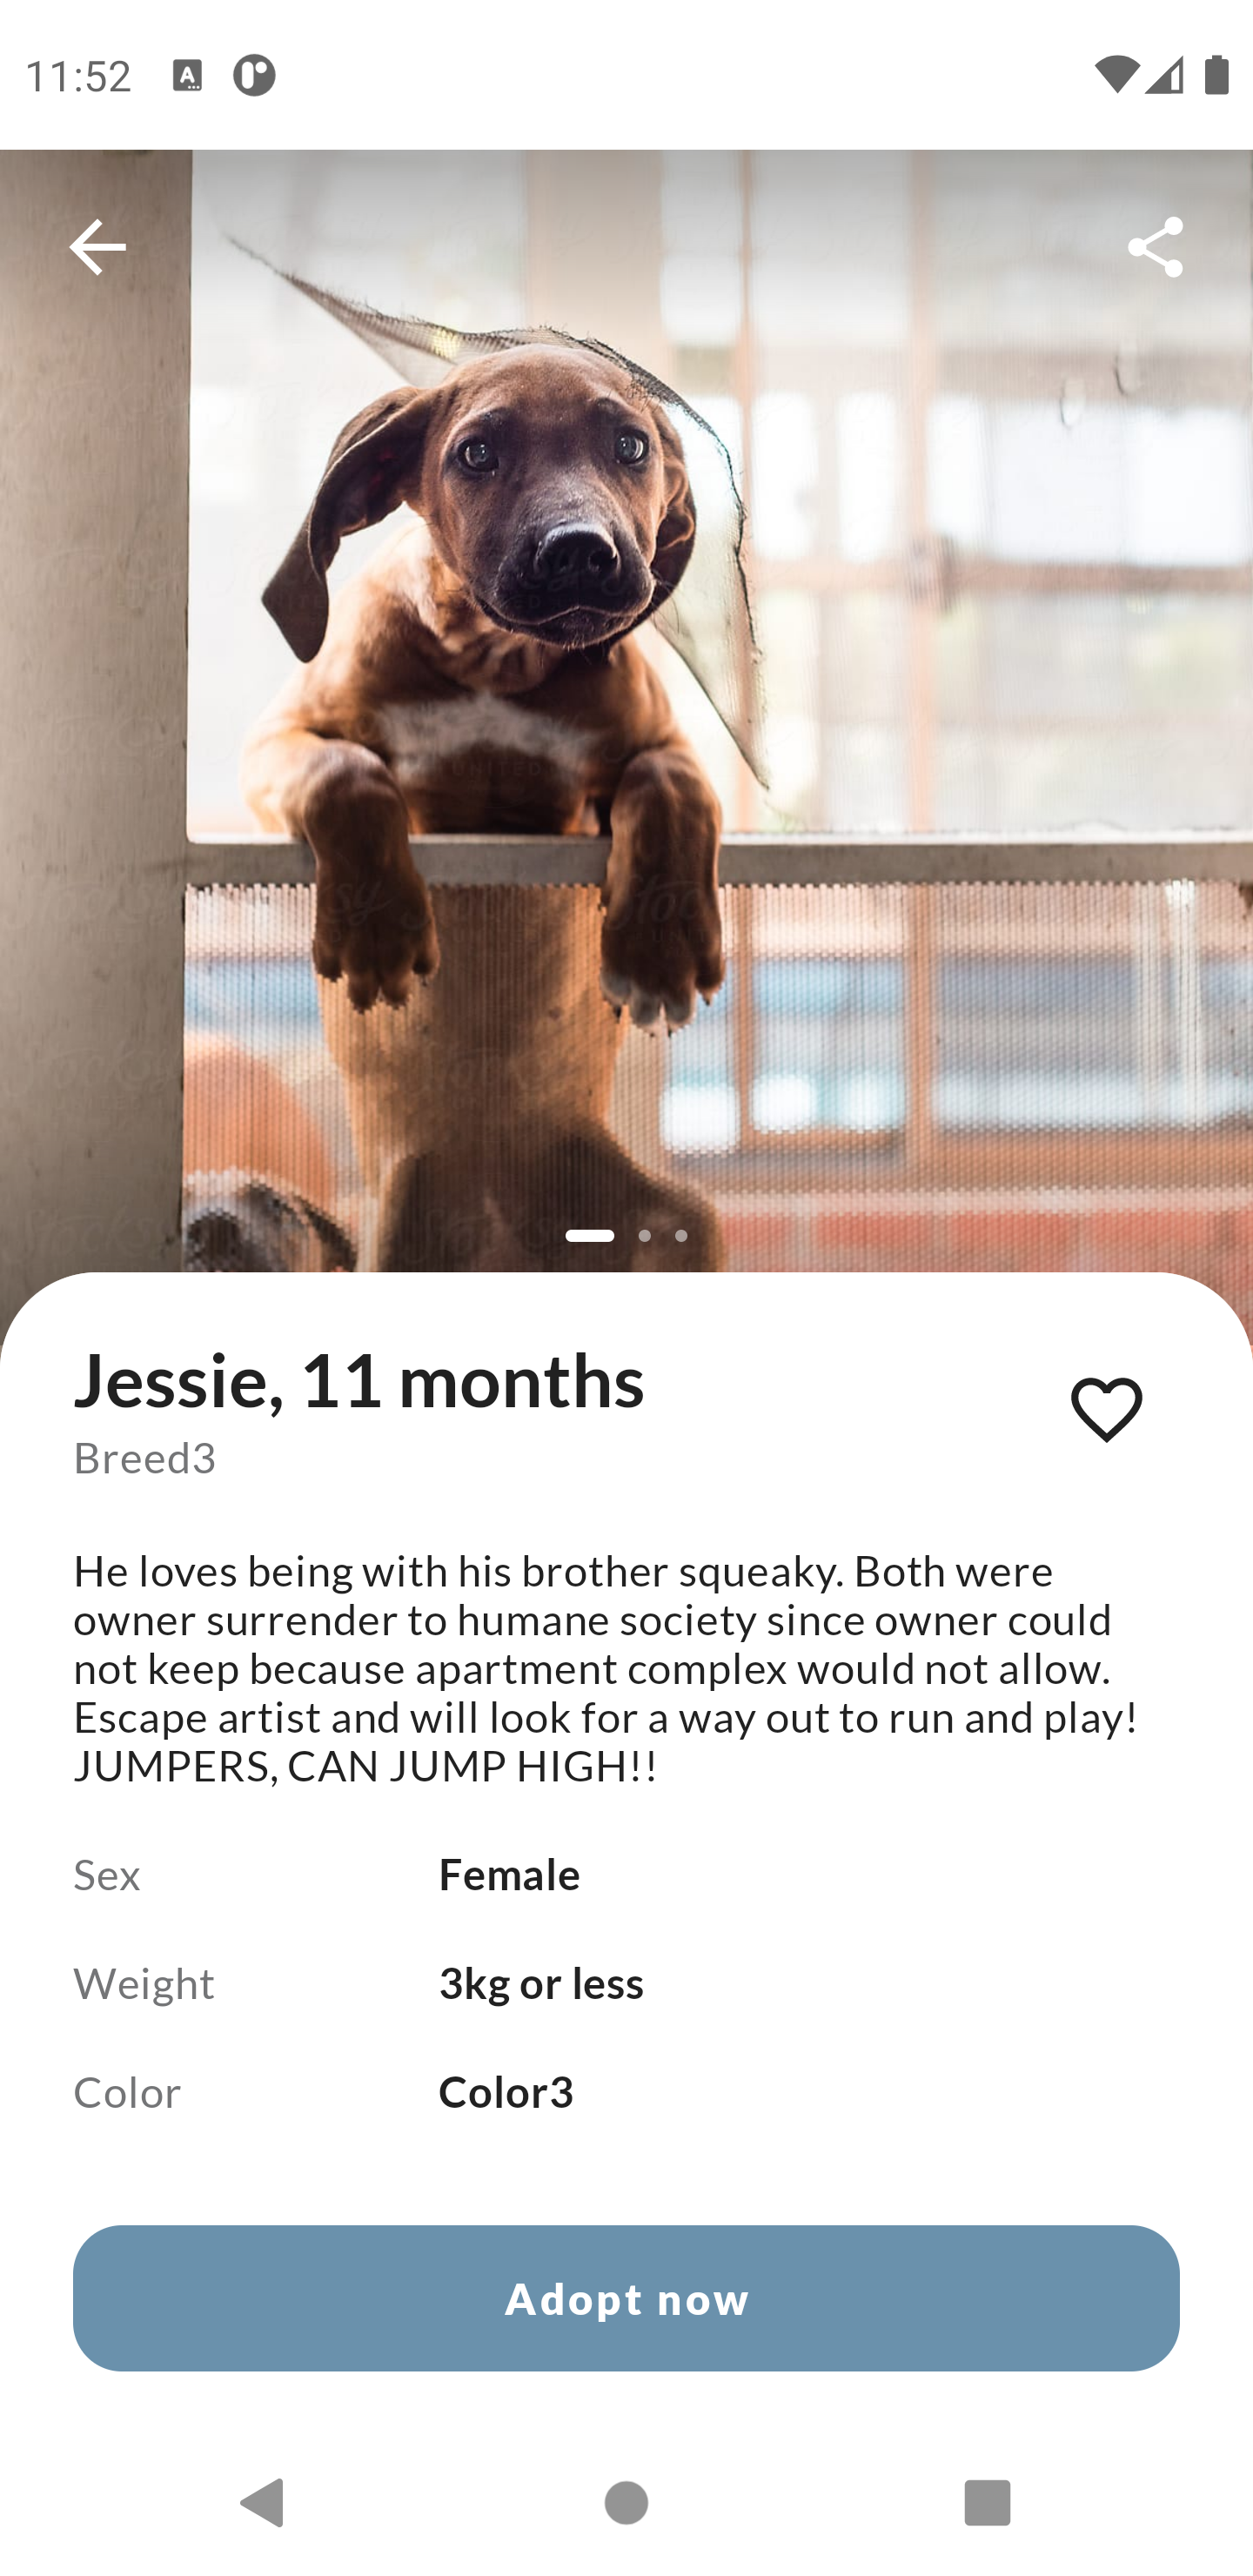 11:52
Jessie, 11 months
Breed3
He loves being with his brother squeaky. Both were
owner surrender to humane society since owner could
not keep because apartment complex would not allow.
Escape artist and will look for a way out to run and play!
JUMPERS, CAN JUMP HIGH!!
Sex Female
Weight 3kg or less
Color Color3
Adopt now